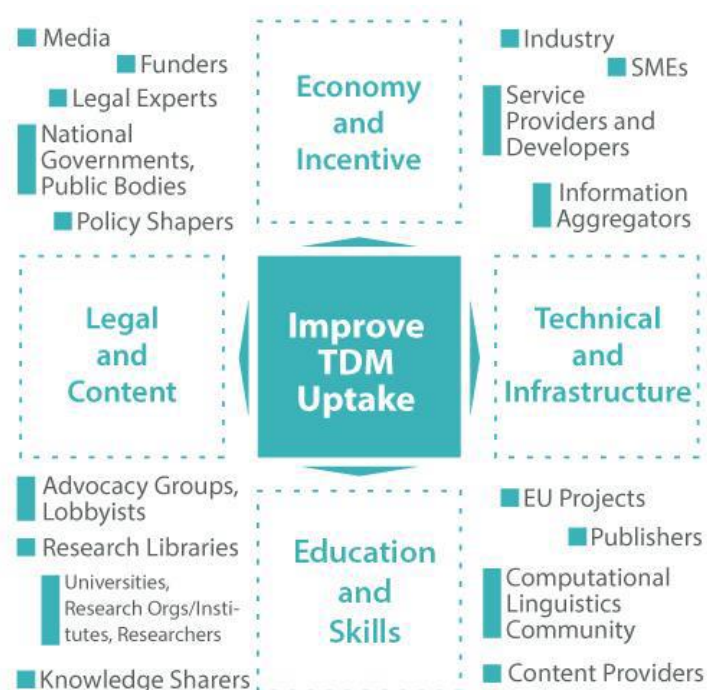 Media
Funders
Legal Experts
National
Governments,
Public Bodies
Policy Shapers
Economy
and
Incentive
Industry
SMEs
Service
Providers and
Developers
Information
Aggregators
Legal
and
Content
Improve
TDM
Uptake
Technical
and
Infrastructure
Advocacy Groups,
Lobbyists
Research Libraries
Universities,
Research Orgs/Insti-
tutes, Researchers
Knowledge Sharers
Education
and
Skills
EU Projects
Publishers
Computational
Linguistics
Community
Content Providers